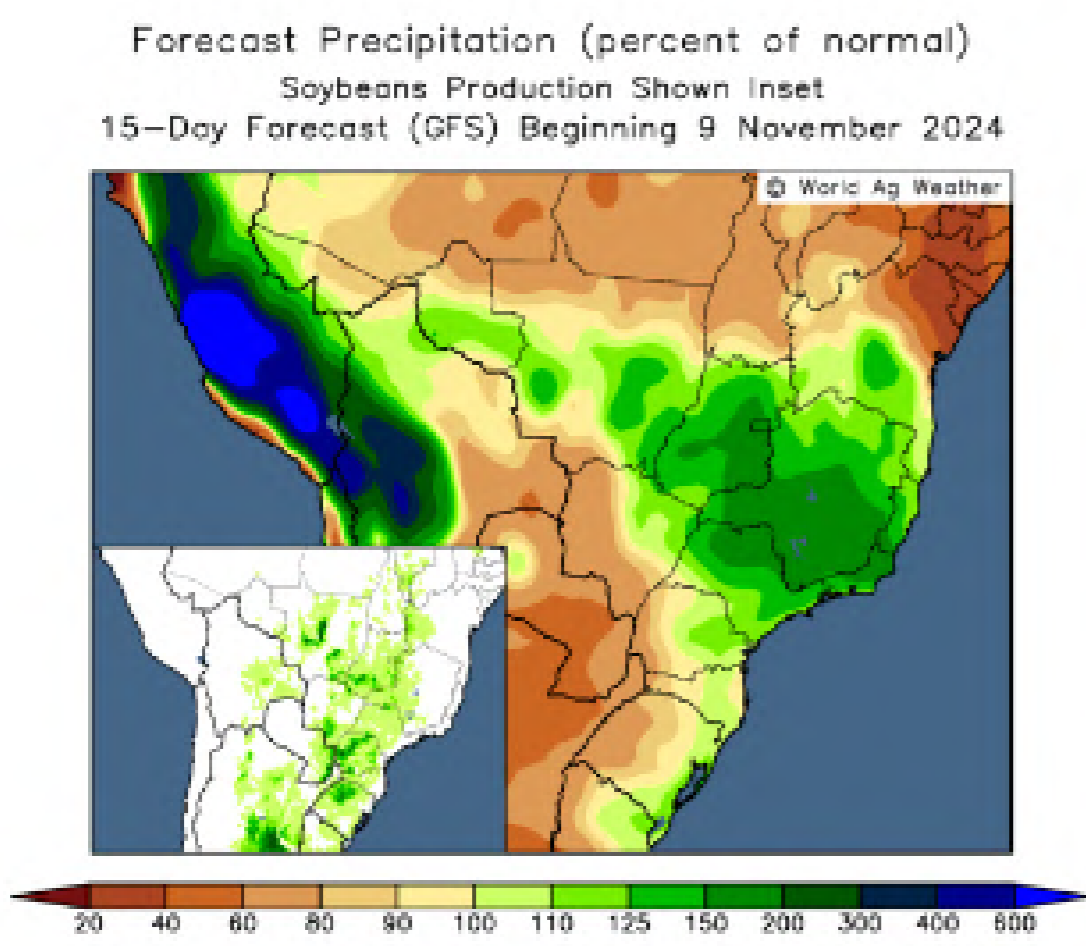 Forecast Precipitation (percent of normal)
Soybeans Production Shown Inset
15-Day Forecast (GFS) Beginning 9 November 2024
© World Ag Weather
20 40 60 80 90 100 110 125 150 200 300 400 600